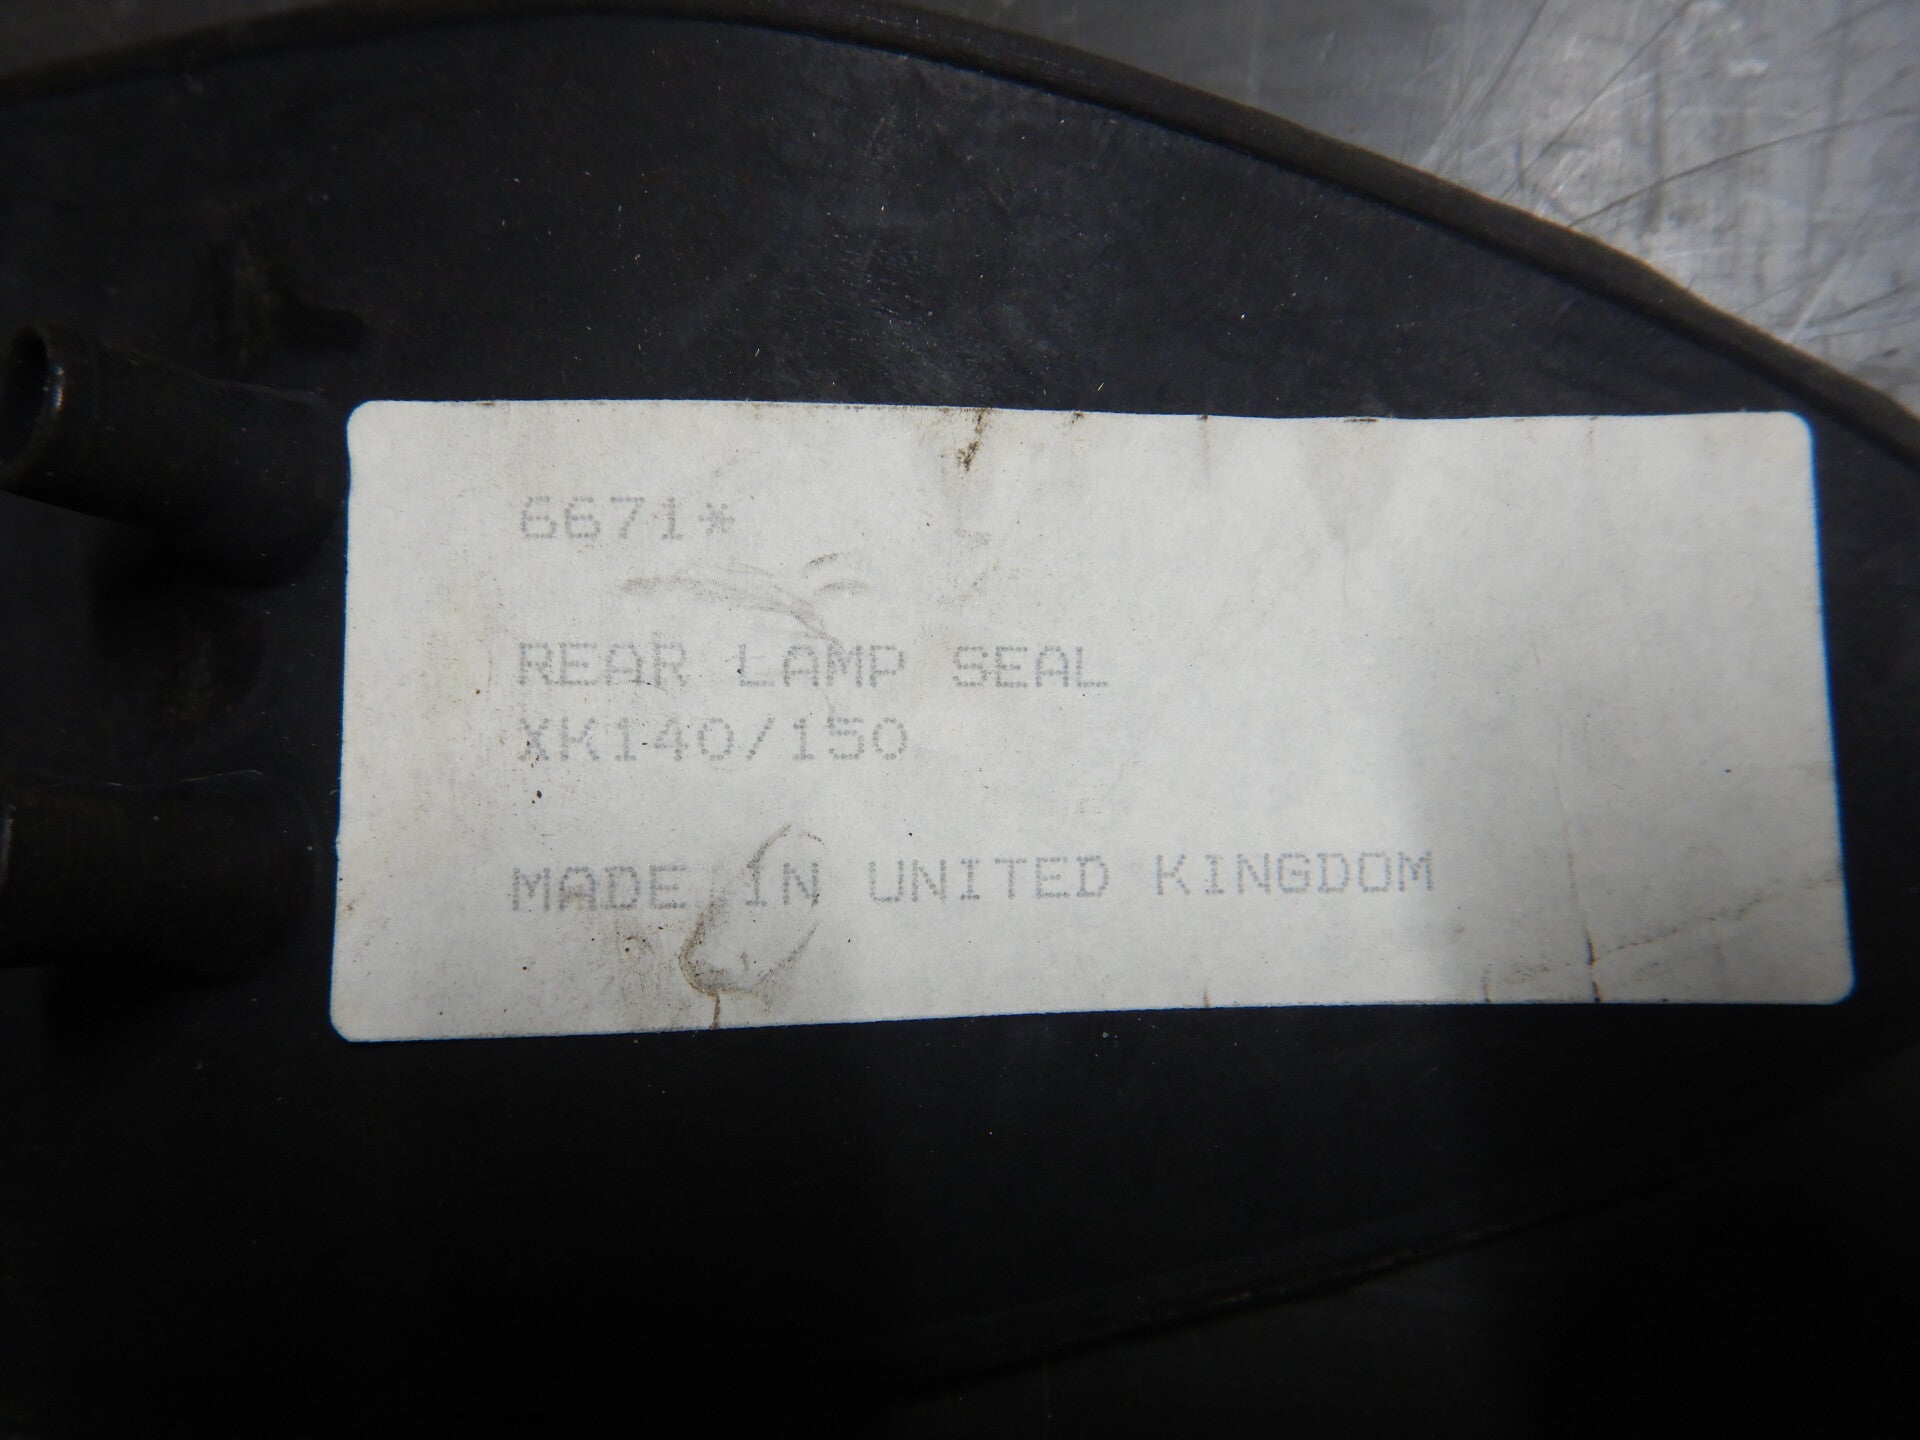 6671*
REAR LAMP SEAL
XK140/150
MADE IN UNITED KINGDOM